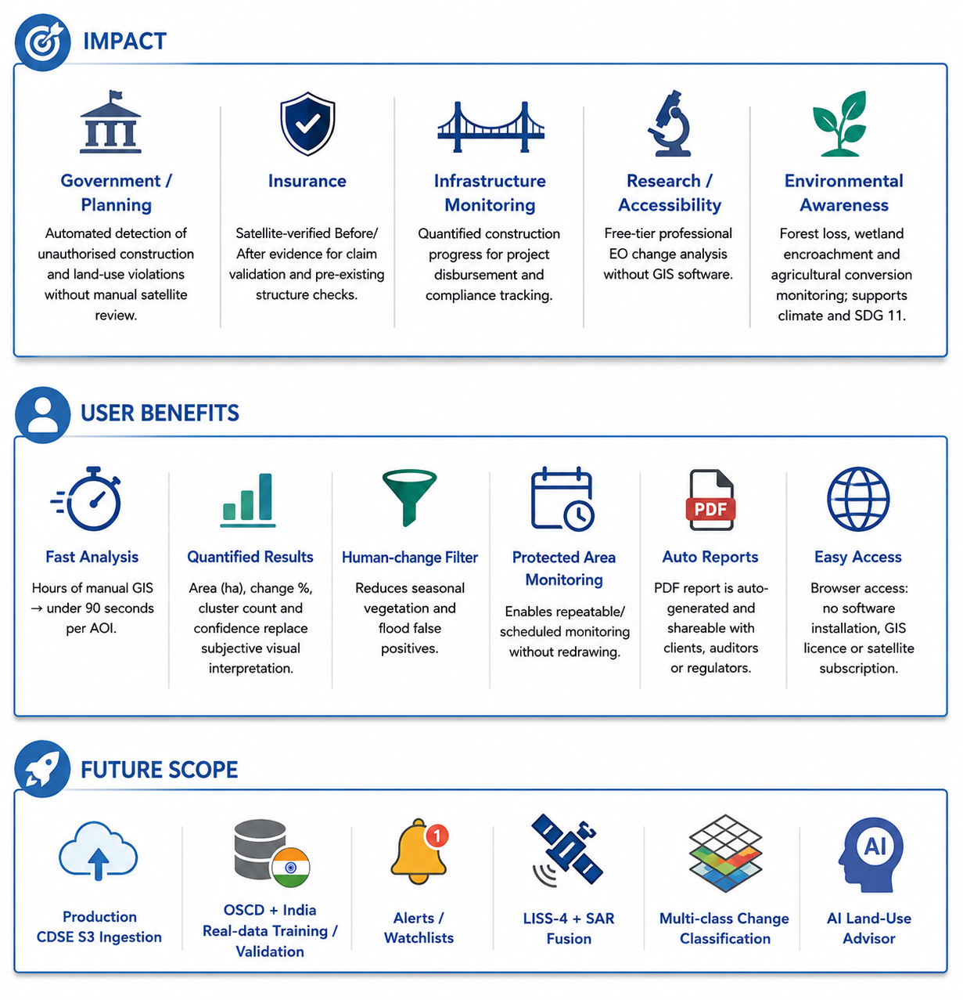 IMPACT
Government /
Planning
Automated detection of
unauthorised construction
and land-use violations
without manual satellite
review.
Insurance
Satellite-verified Before/
After evidence for claim
validation and pre-existing
structure checks.
Infrastructure
Monitoring
Quantified construction
progress for project
disbursement and
compliance tracking.
Research /
Accessibility
Free-tier professional
EO change analysis
without GIS software.
Environmental
Awareness
Forest loss, wetland
encroachment and
agricultural conversion
monitoring; supports
climate and SDG 11.
USER BENEFITS
Fast Analysis
Hours of manual GIS
→ under 90 seconds
per AOI.
Quantified Results
Area (ha), change %,
cluster count and
confidence replace
subjective visual
interpretation.
Human-change Filter
Reduces seasonal
vegetation and
flood false
positives.
Protected Area
Monitoring
Enables repeatable/
scheduled monitoring
without redrawing.
PDF
Auto Reports
PDF report is auto-
generated and
shareable with
clients, auditors
or regulators.
Easy Access
Browser access:
no software
installation, GIS
licence or satellite
subscription.
FUTURE SCOPE
Production
CDSE S3 Ingestion
OSCD + India
Real-data Training /
Validation
1
Alerts /
Watchlists
LISS-4 + SAR
Fusion
Multi-class Change
Classification
AI
AI Land-Use
Advisor